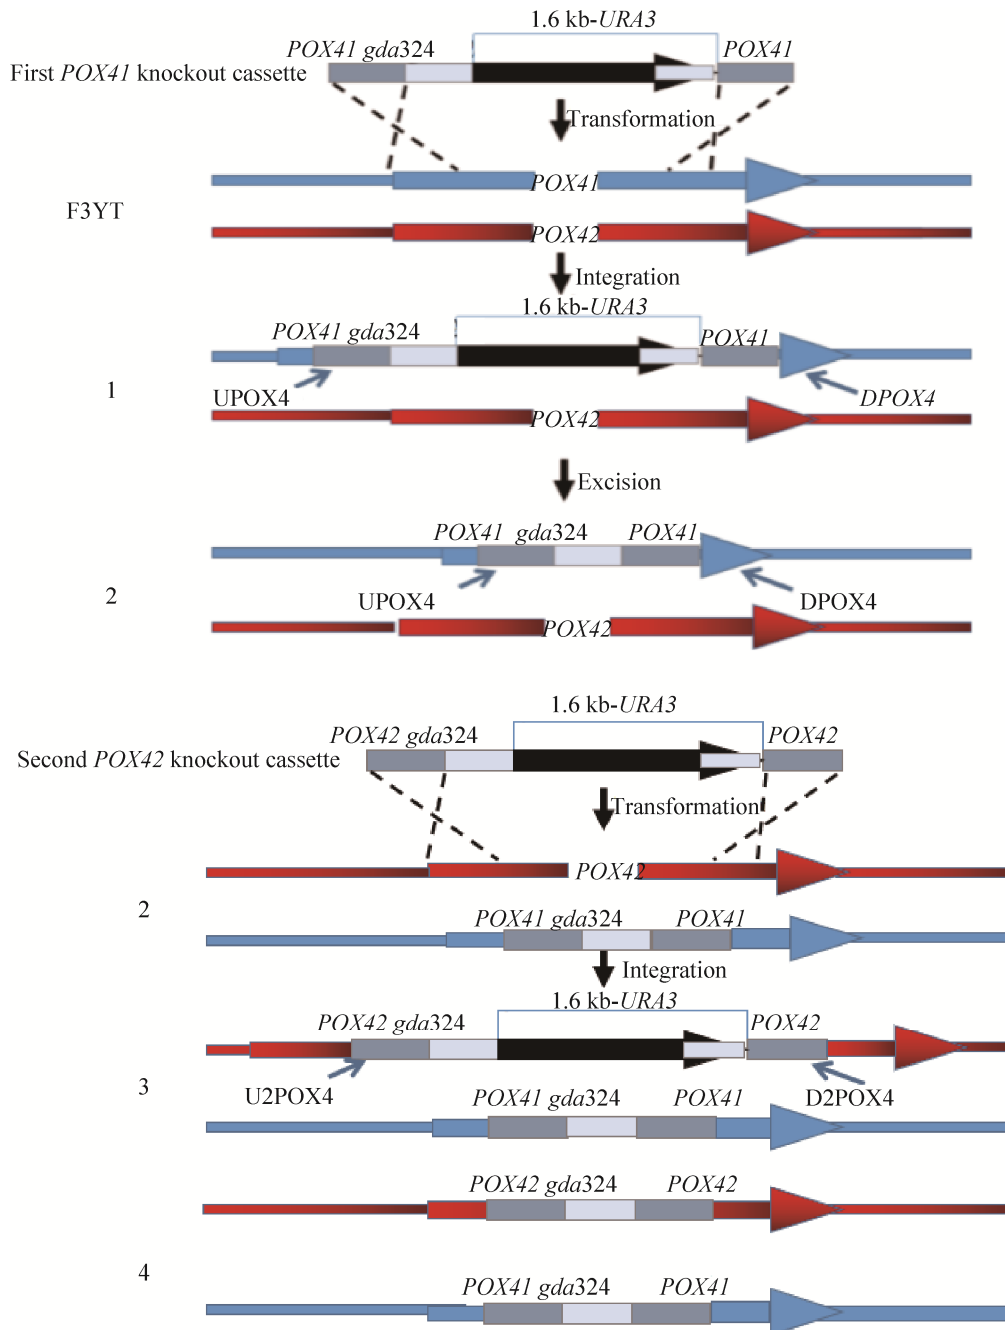 1.6 kb-URA3
POX41 gda324
POX41
First POX41 knockout cassette
Transformation
POX41
F3YT
POX42
Integration
1.6 kb-URA3
POX41 gda324
POX41
1
UPOX4
DPOX4
POX42
Excision
POX41 gda324
POX41
2
UPOX4
DPOX4
POX42
1.6 kb-URA3
POX42 gda324
POX42
Second POX42 knockout cassette
Transformation
POX42
2
POX41 gda324
POX41
Integration
1.6 kb-URA3
POX42 gda324
POX42
3
U2POX4
D2POX4
POX41 gda324
POX41
POX42 gda324
POX42
4
POX41 gda324
POX41